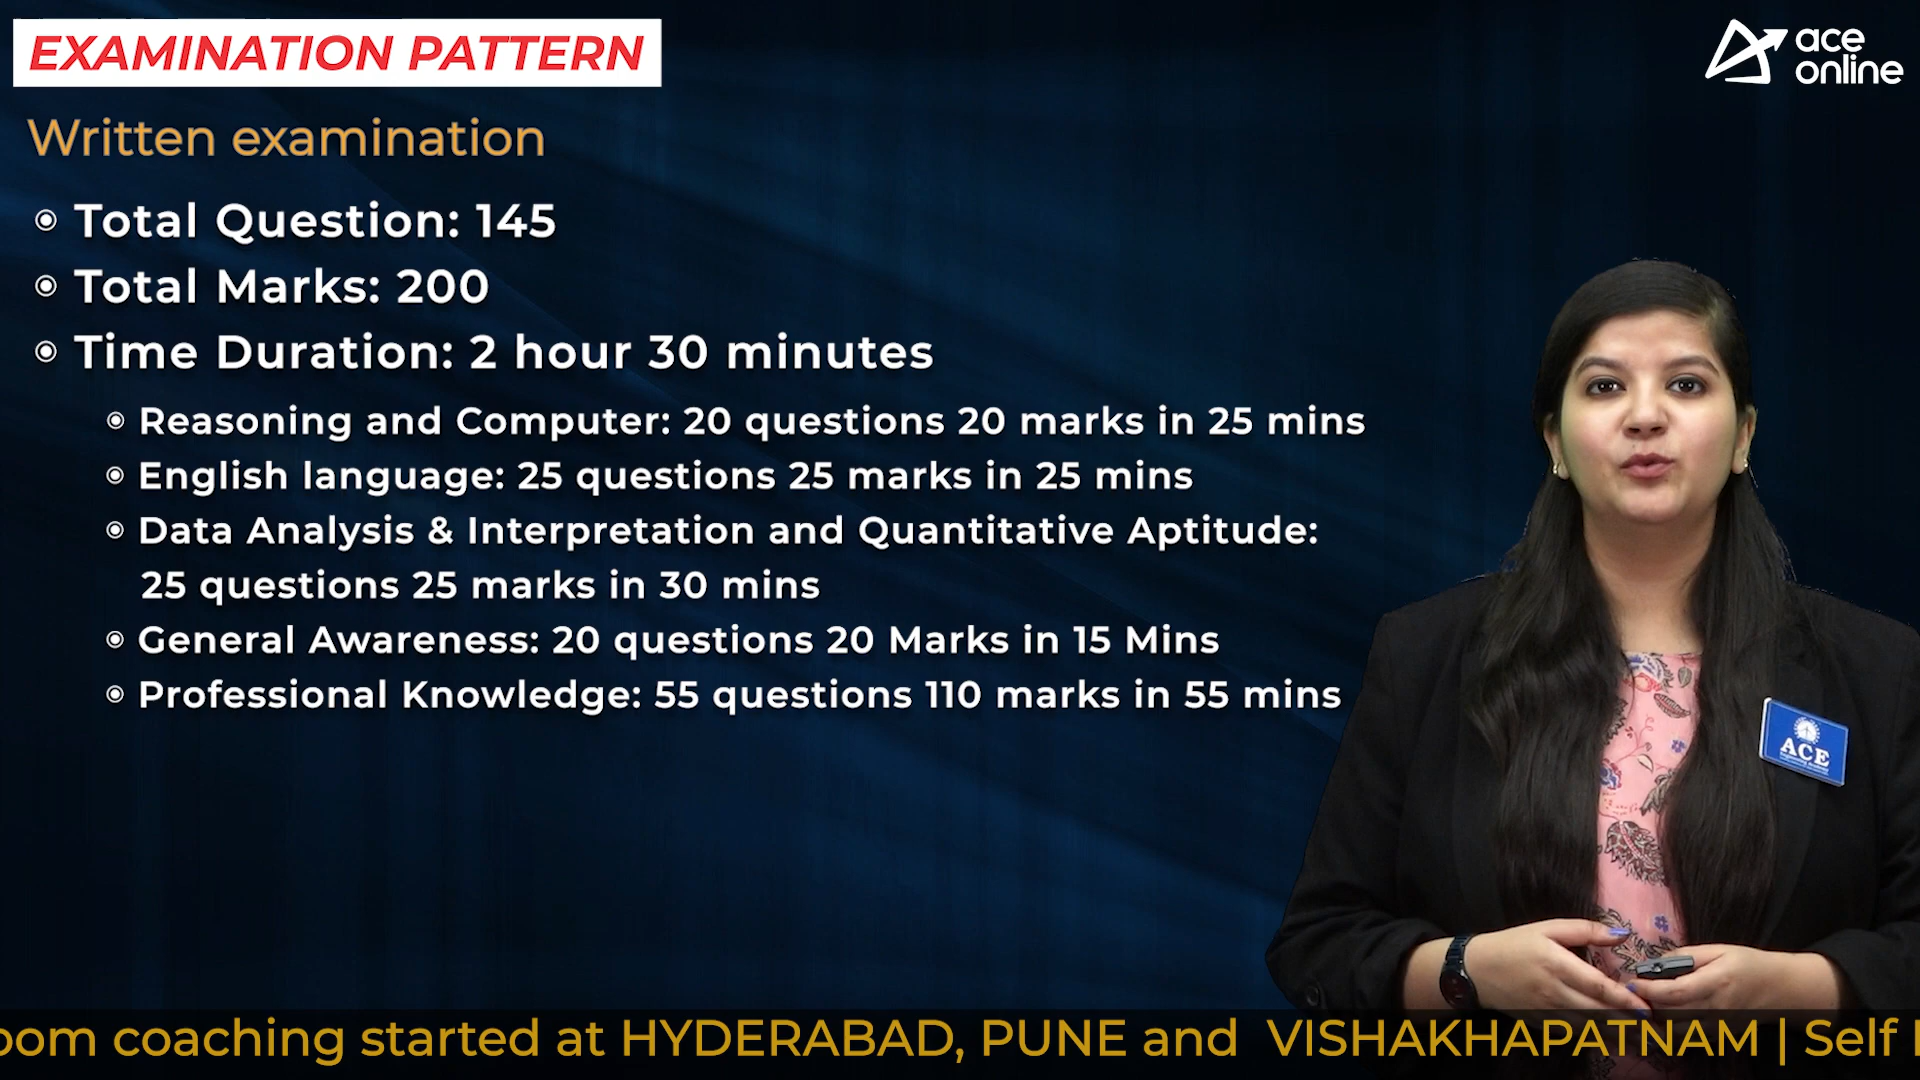 EXAMINATION PATTERN
ace
online
Written examination
Total Question: 145
Total Marks: 200
Time Duration: 2 hour 30 minutes
Reasoning and Computer: 20 questions 20 marks in 25 mins
English language: 25 questions 25 marks in 25 mins
Data Analysis & Interpretation and Quantitative Aptitude:
25 questions 25 marks in 30 mins
General Awareness: 20 questions 20 Marks in 15 Mins
Professional Knowledge: 55 questions 110 marks in 55 mins
ACE
coaching started at HYDERABAD, PUNE and VISHAKHAPATNAM | Self